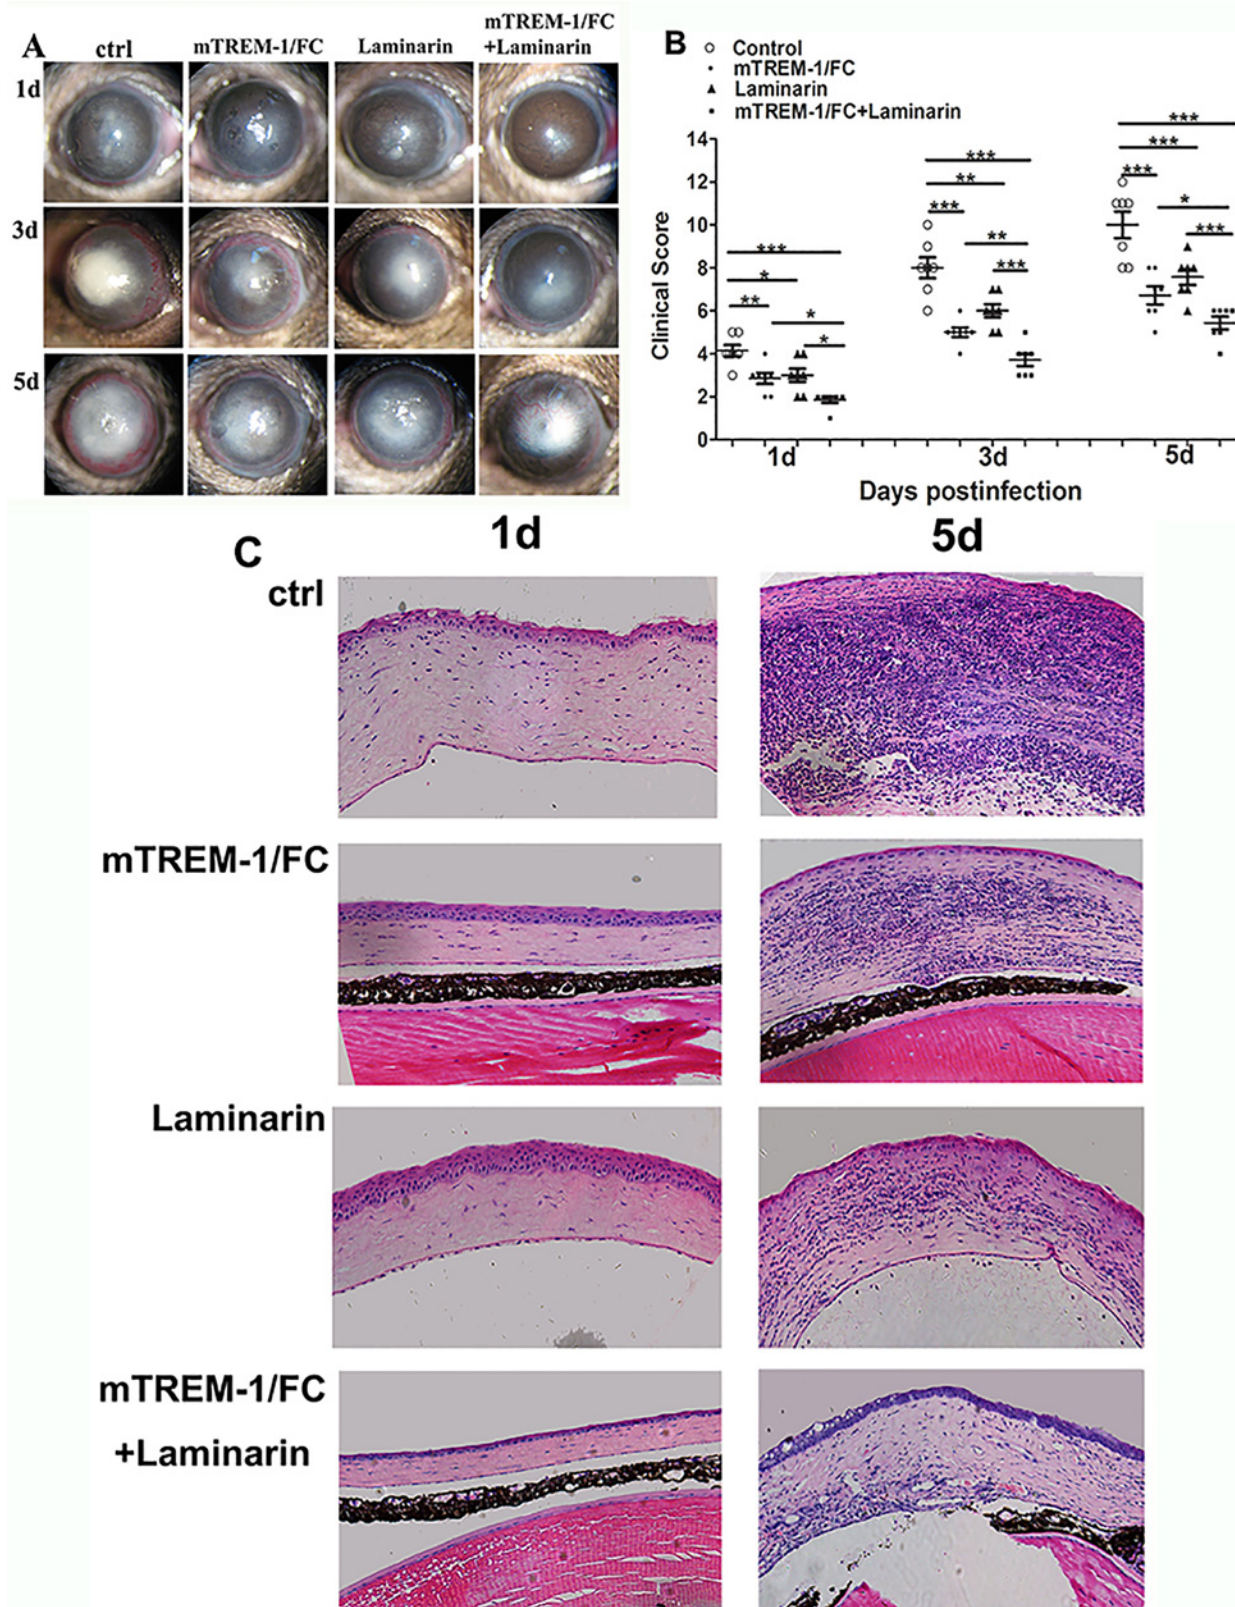 A
ctrl
mTREM-1/FC
Laminarin
mTREM-1/FC
+Laminarin
1d
3d
5d
B
Control
mTREM-1/FC
Laminarin
mTREM-1/FC+Laminarin
Clinical Score
14
12
10
8
6
4
2
0
***
*
**
*
*
***
**
***
**
***
***
***
***
*
***
1d
3d
5d
Days postinfection
C
1d
5d
ctrl
mTREM-1/FC
Laminarin
mTREM-1/FC
+Laminarin